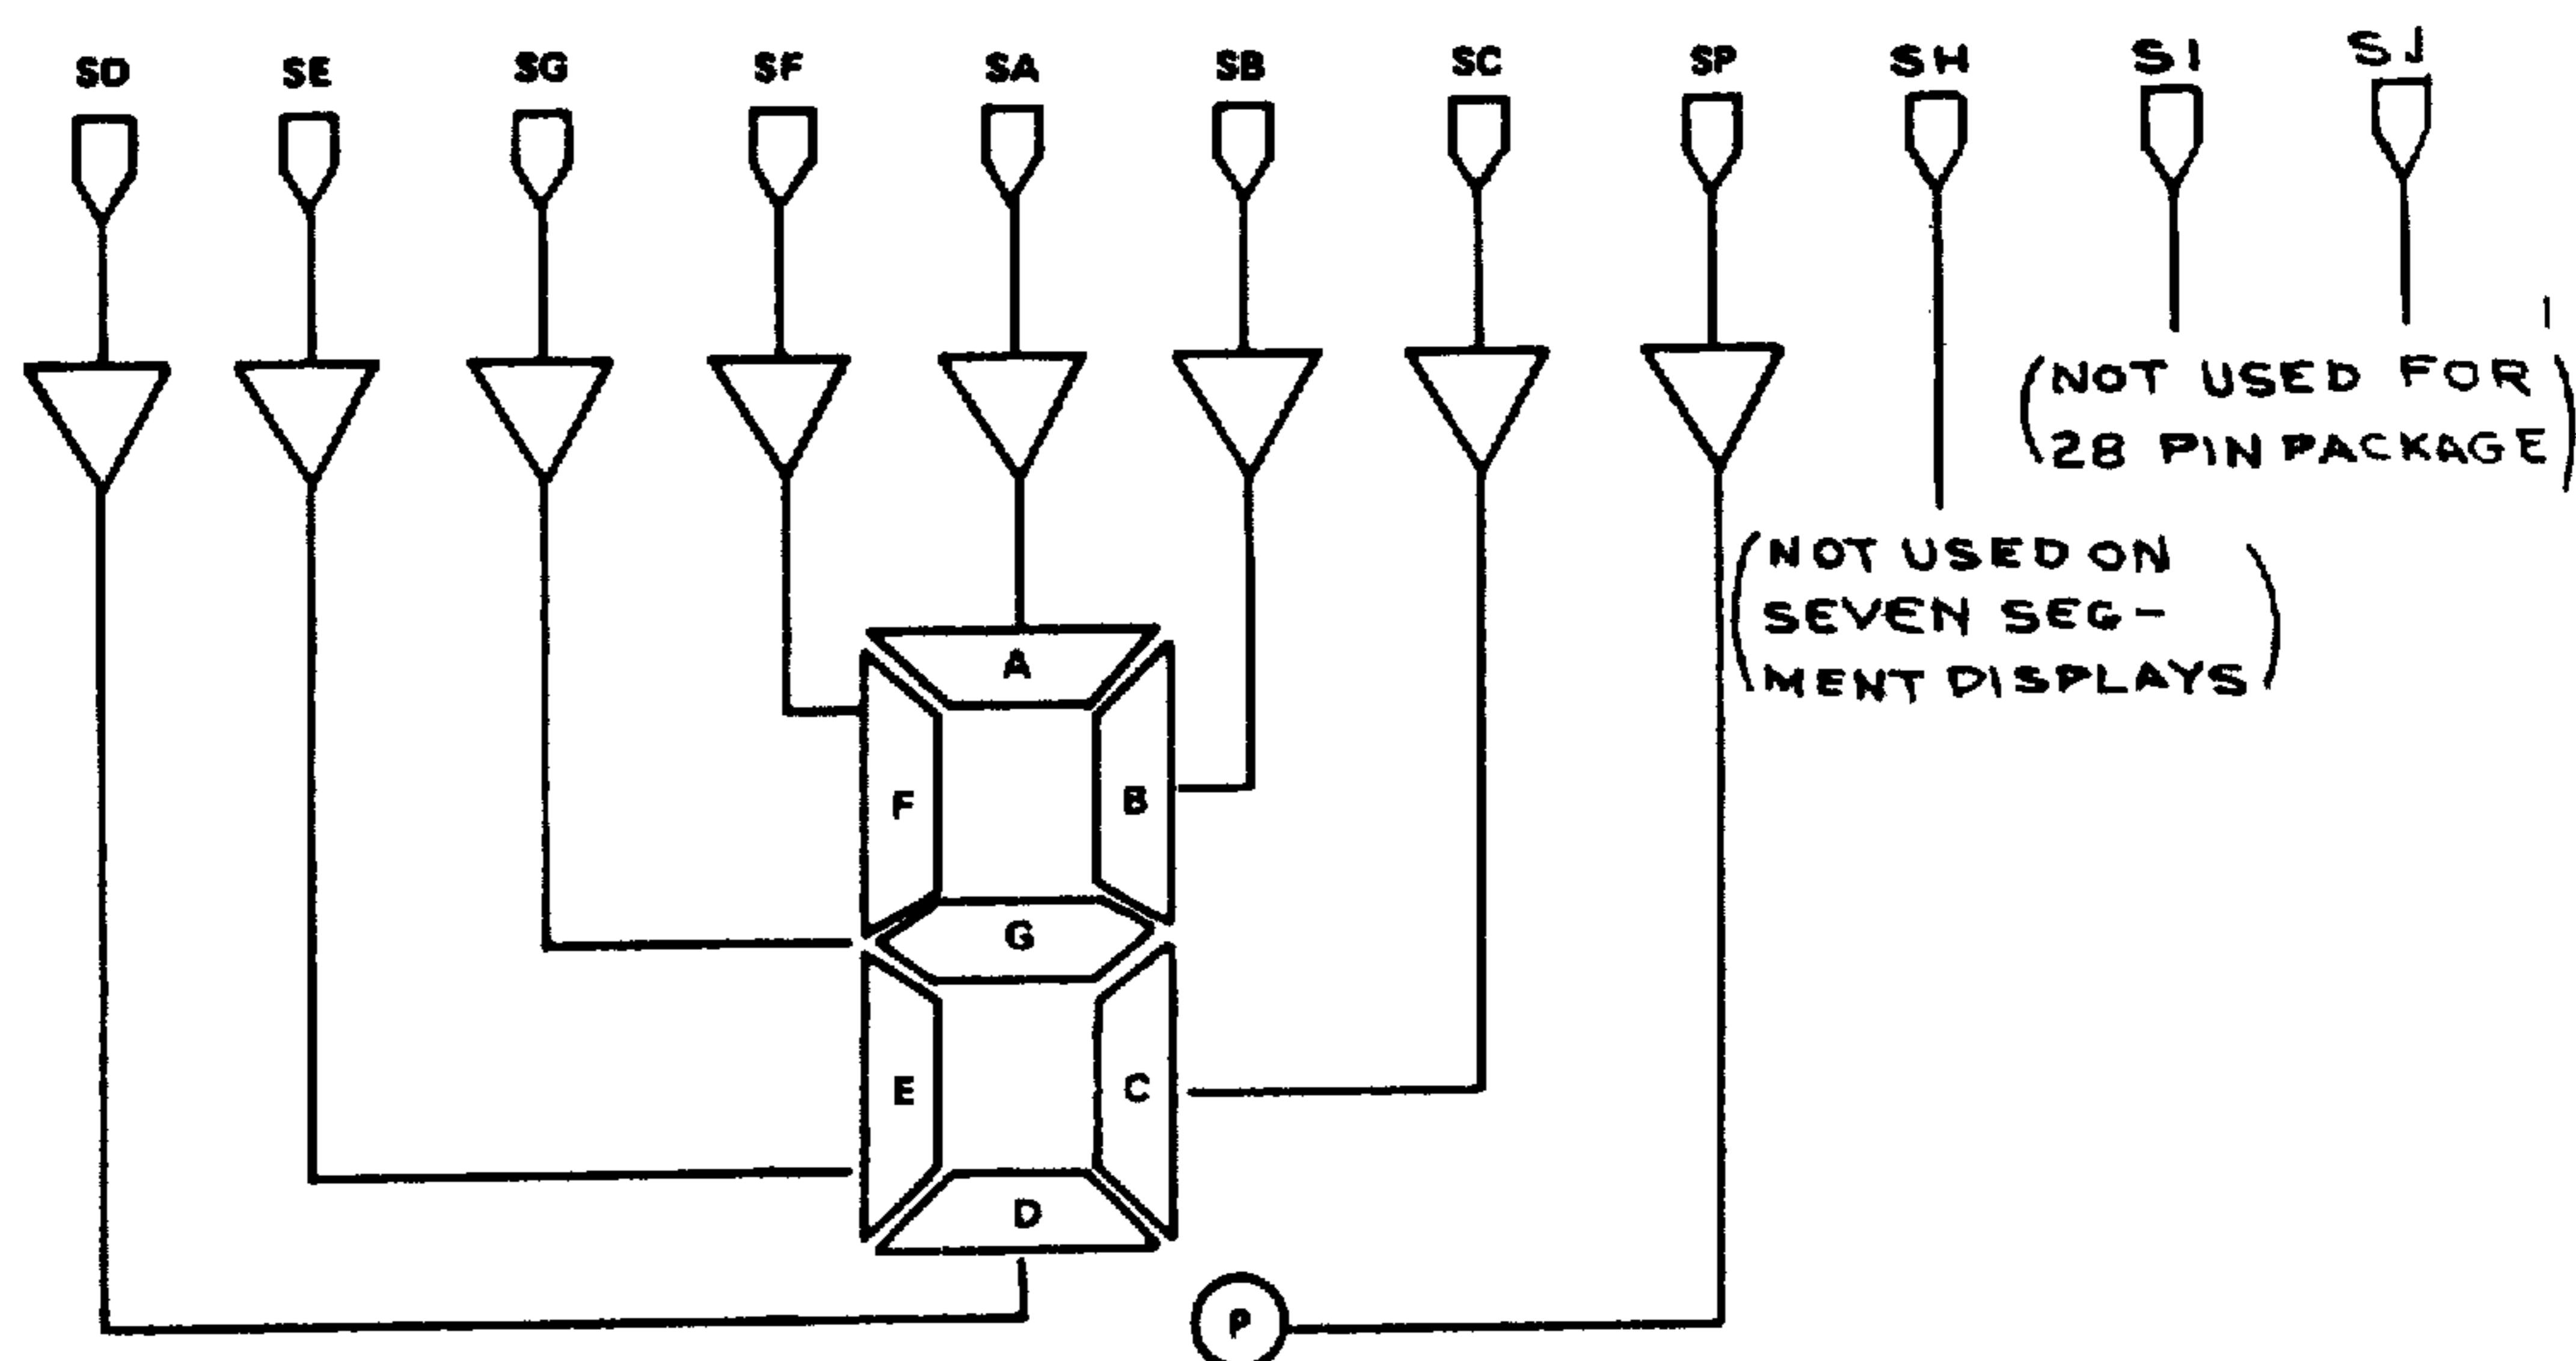 SD SE SG SF SA SB SC SP SH SI SJ
(NOT USED FOR
28 PIN PACKAGE)
(NOT USED ON
SEVEN SEG-
MENT DISPLAYS)
A
F B
G
E C
D
P